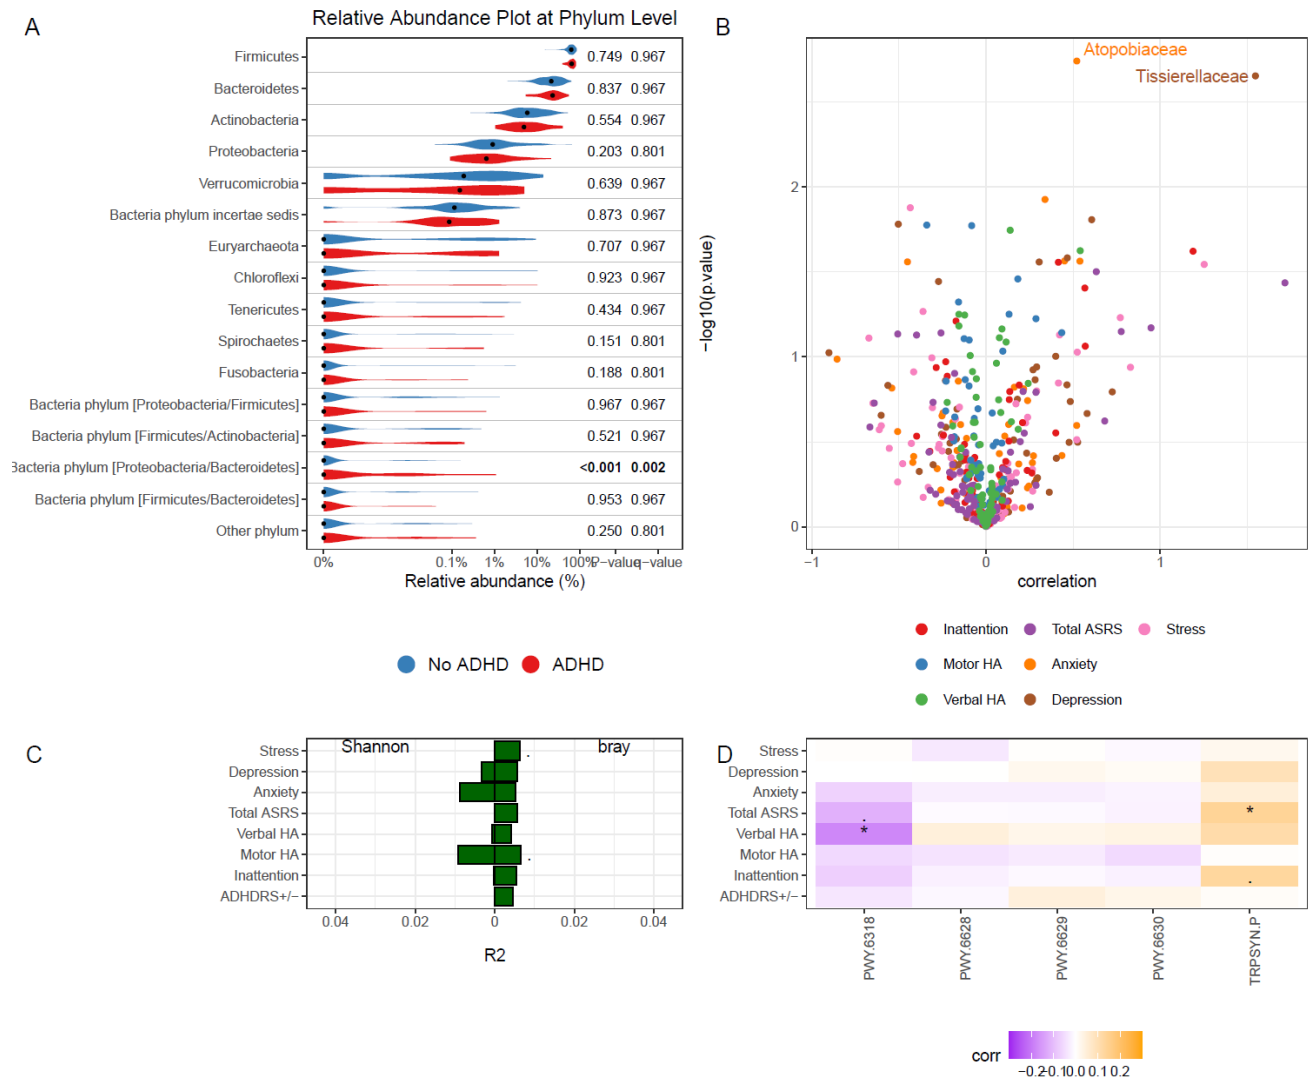 A
Relative Abundance Plot at Phylum Level
Firmicutes 0.749 0.967
Bacteroidetes 0.837 0.967
Actinobacteria 0.554 0.967
Proteobacteria 0.203 0.801
Verrucomicrobia 0.639 0.967
Bacteria phylum incertae sedis 0.873 0.967
Euryarchaeota 0.707 0.967
Chloroflexi 0.923 0.967
Tenericutes 0.434 0.967
Spirochaetes 0.151 0.801
Fusobacteria 0.188 0.801
Bacteria phylum [Proteobacteria/Firmicutes] 0.967 0.967
Bacteria phylum [Firmicutes/Actinobacteria] 0.521 0.967
Bacteria phylum [Proteobacteria/Bacteroidetes] <0.001 0.002
Bacteria phylum [Firmicutes/Bacteroidetes] 0.953 0.967
Other phylum 0.250 0.801
0% 0.1% 1% 10% 100% P-value q-value
Relative abundance (%)
No ADHD ADHD
B
Atopobiaceae
Tissierellaceae
−log10(p.value)
2
1
0
−1 0 1
correlation
Inattention Total ASRS Stress
Motor HA Anxiety
Verbal HA Depression
C
Shannon bray
Stress .
Depression
Anxiety
Total ASRS
Verbal HA
Motor HA .
Inattention
ADHDRS+/−
0.04 0.02 0 0.02 0.04
R2
D
Stress
Depression
Anxiety
Total ASRS . *
Verbal HA *
Motor HA
Inattention .
ADHDRS+/−
PWY.6318
PWY.6628
PWY.6629
PWY.6630
TRPSYN.P
corr
−0.2−0.10.0 0.1 0.2